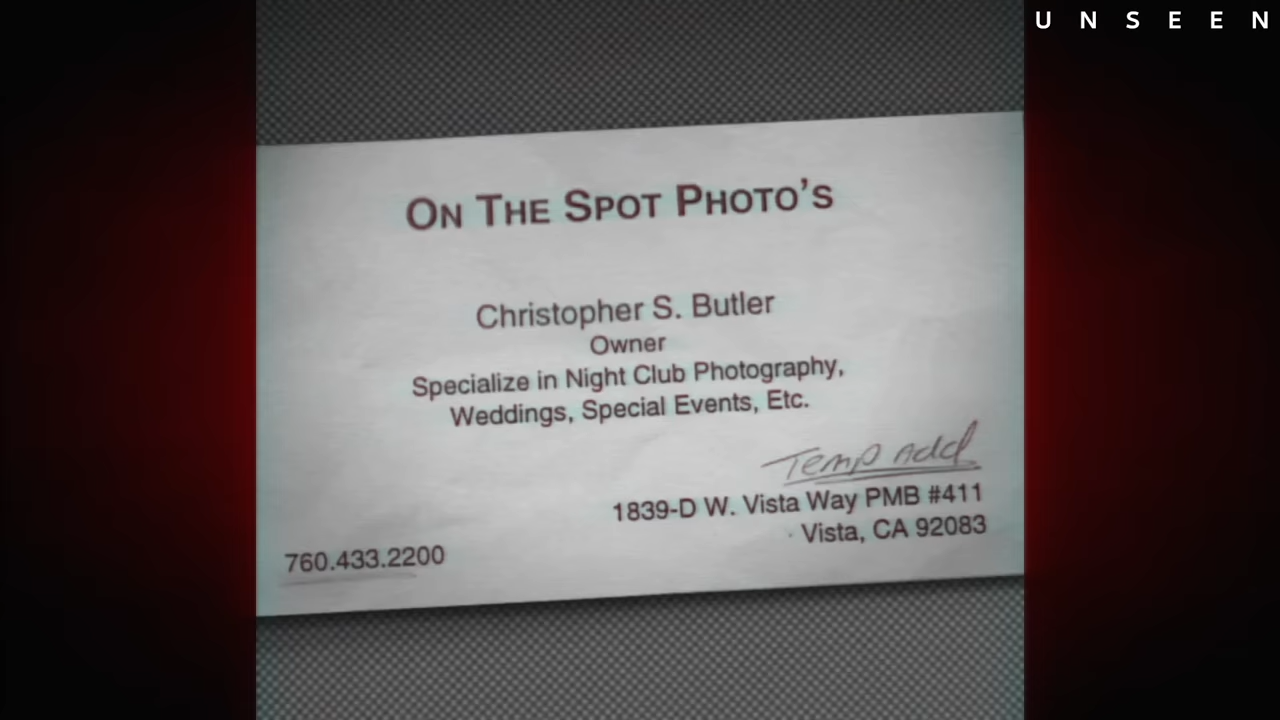 UNSEEN
ON THE SPOT PHOTO'S
Christopher S. Butler
Owner
Specialize in Night Club Photography,
Weddings, Special Events, Etc.
Temp Add
1839-D W. Vista Way PMB #411
Vista, CA 92083
760.433.2200